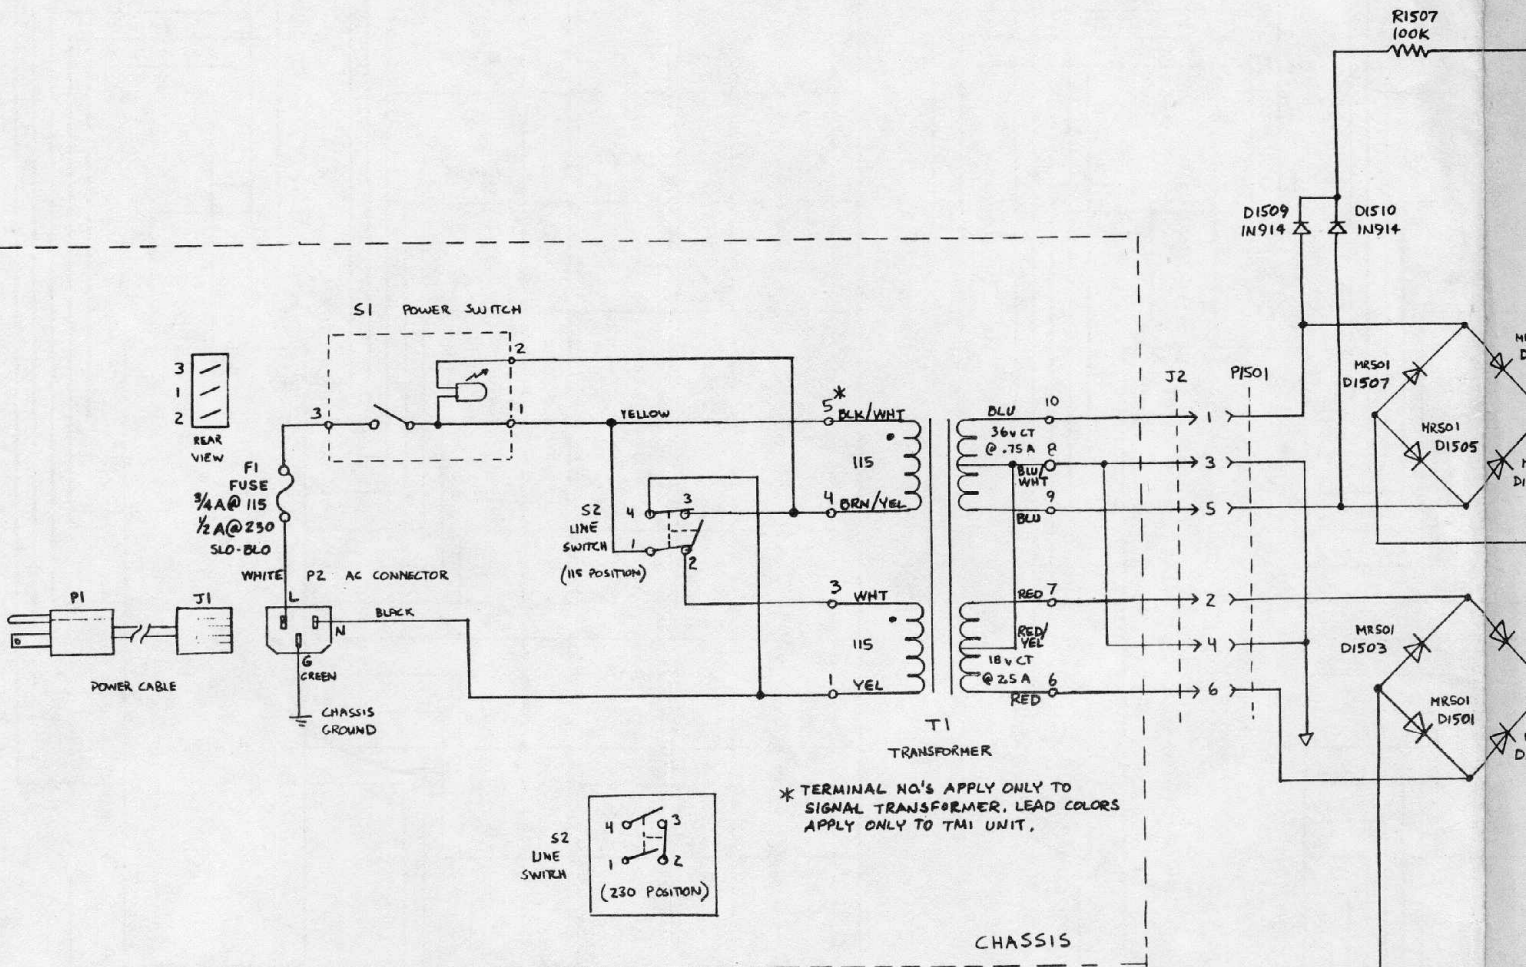 R1507
100K
D1509
1N914
D1510
1N914
S1 POWER SWITCH
3
1
2
REAR
VIEW
3
2
1
F1
FUSE
3/4A@115
1/2A@230
SLO-BLO
YELLOW
S2
LINE
SWITCH
(115 POSITION)
4
3
1
2
*
5
BLK/WHT
115
4
BRN/YEL
3
WHT
115
1
YEL
BLU
10
36V CT
@ .75A
8
BLU/
WHT
9
BLU
RED
7
RED/
YEL
18V CT
@ 2.5A
6
RED
T1
TRANSFORMER
J2
P1501
1
3
5
2
4
6
MR501
D1507
MR501
D1505
MR501
D1503
MR501
D1501
WHITE
P2 AC CONNECTOR
L
N
G
BLACK
GREEN
CHASSIS
GROUND
P1
J1
POWER CABLE
* TERMINAL NO.'S APPLY ONLY TO
SIGNAL TRANSFORMER. LEAD COLORS
APPLY ONLY TO TMI UNIT.
S2
LINE
SWITCH
4
3
1
2
(230 POSITION)
CHASSIS